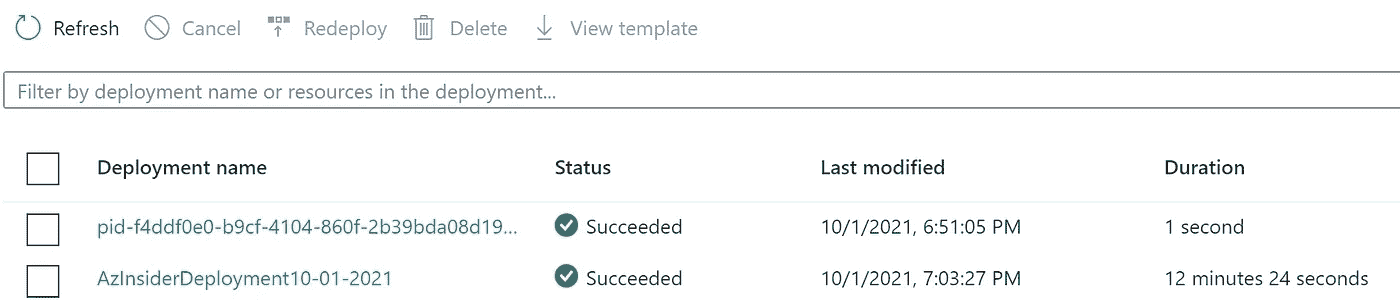 Refresh Cancel Redeploy Delete View template
Filter by deployment name or resources in the deployment...
Deployment name Status Last modified Duration
pid-f4ddf0e0-b9cf-4104-860f-2b39bda08d19... Succeeded 10/1/2021, 6:51:05 PM 1 second
AzInsiderDeployment10-01-2021 Succeeded 10/1/2021, 7:03:27 PM 12 minutes 24 seconds